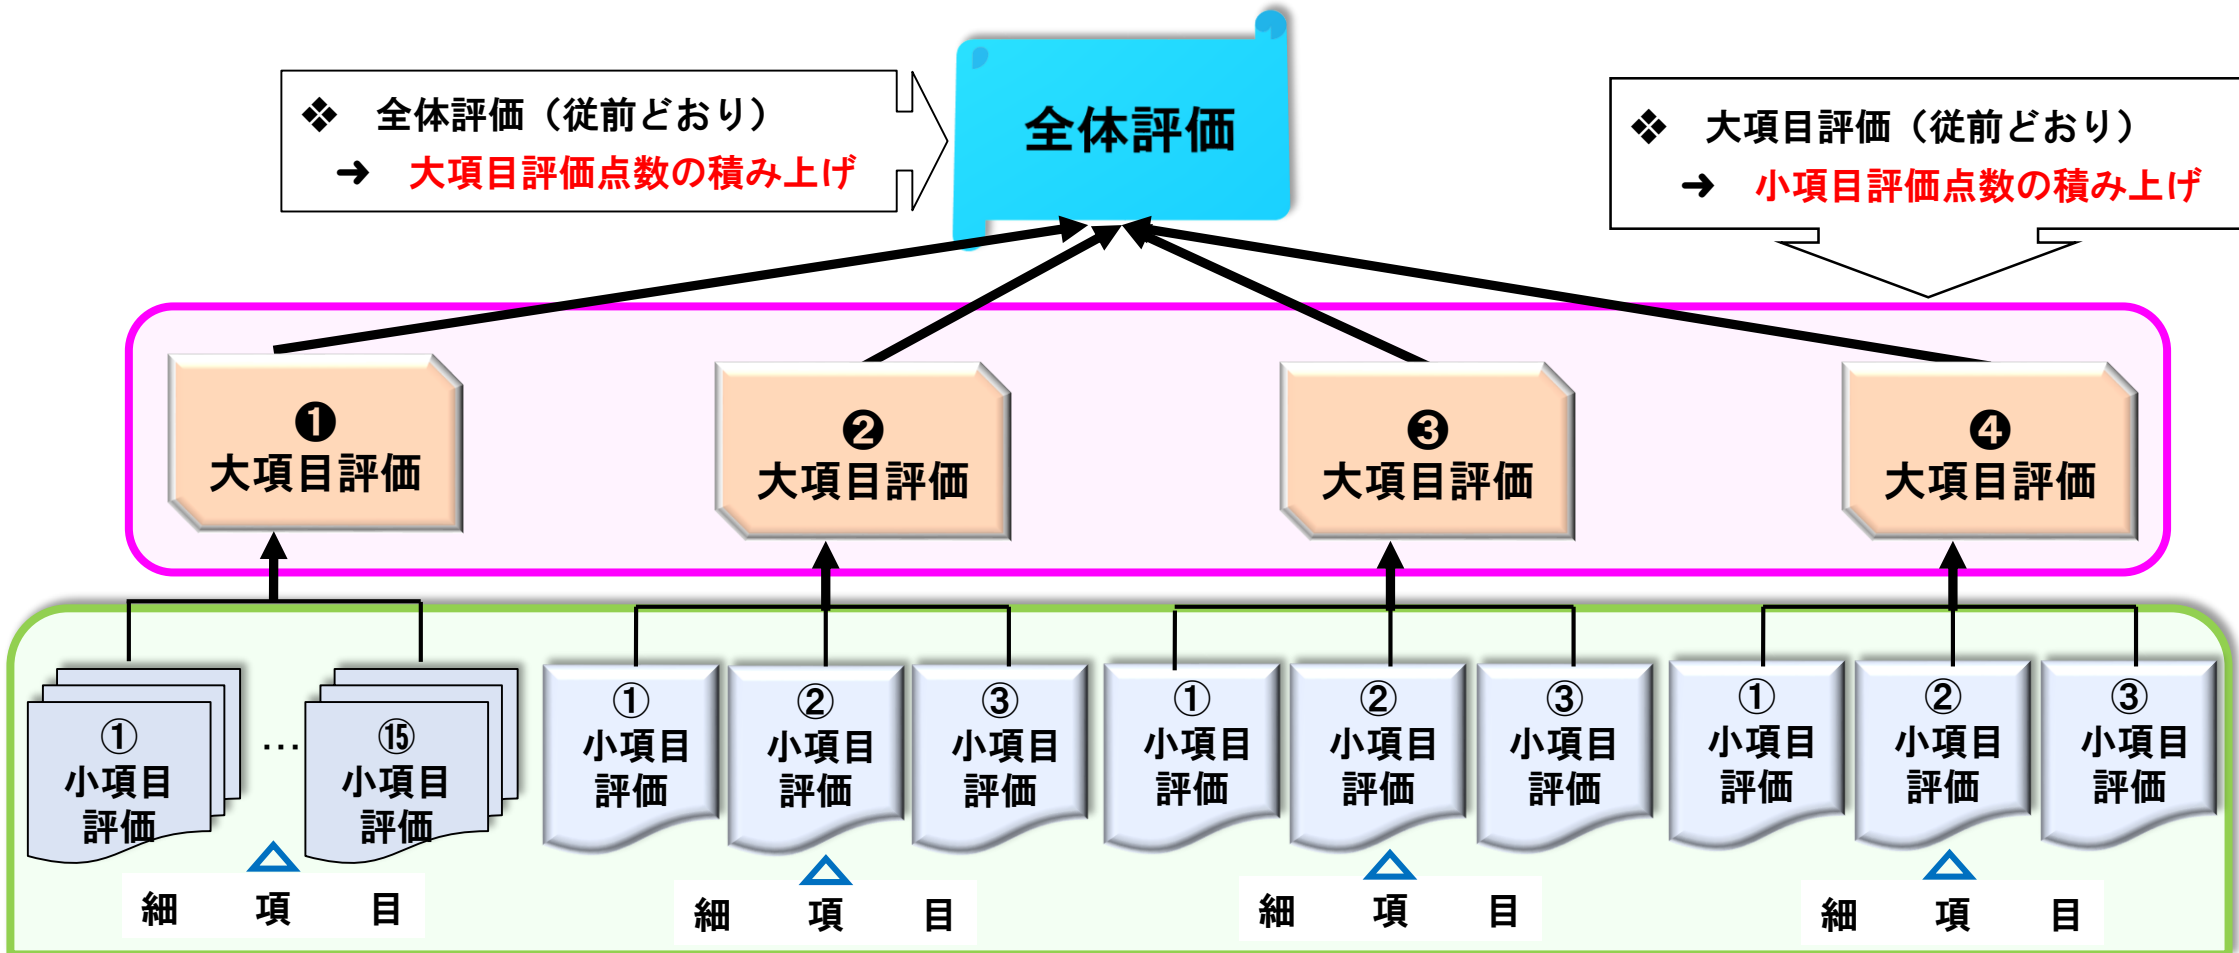 ❖ 全体評価（従前どおり）
➜ 大項目評価点数の積み上げ
全体評価
❖ 大項目評価（従前どおり）
➜ 小項目評価点数の積み上げ
❶
大項目評価
❷
大項目評価
❸
大項目評価
❹
大項目評価
①
小項目
評価
…
⑮
小項目
評価
①
小項目
評価
②
小項目
評価
③
小項目
評価
①
小項目
評価
②
小項目
評価
③
小項目
評価
①
小項目
評価
②
小項目
評価
③
小項目
評価
細 項 目
細 項 目
細 項 目
細 項 目